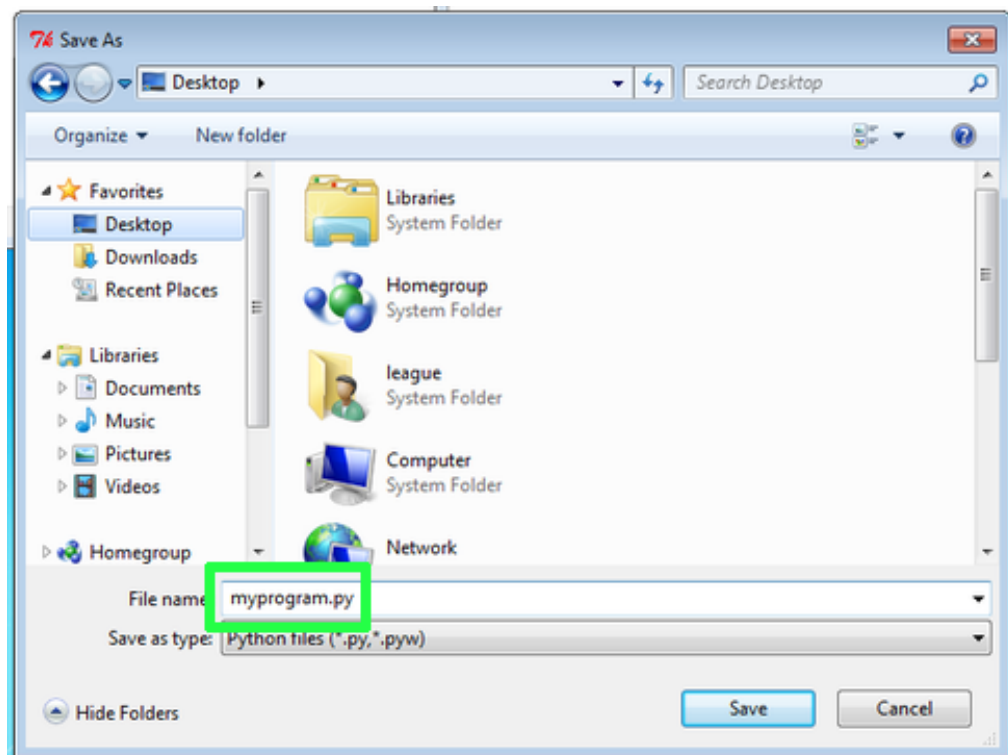 7% Save As
Desktop
Search Desktop
Organize
New folder
Favorites
Desktop
Downloads
Recent Places
Libraries
Documents
Music
Pictures
Videos
Homegroup
Libraries
System Folder
Homegroup
System Folder
league
System Folder
Computer
System Folder
Network
File name
myprogram.py
Save as type: Python files (*.py,*.pyw)
Hide Folders
Save
Cancel